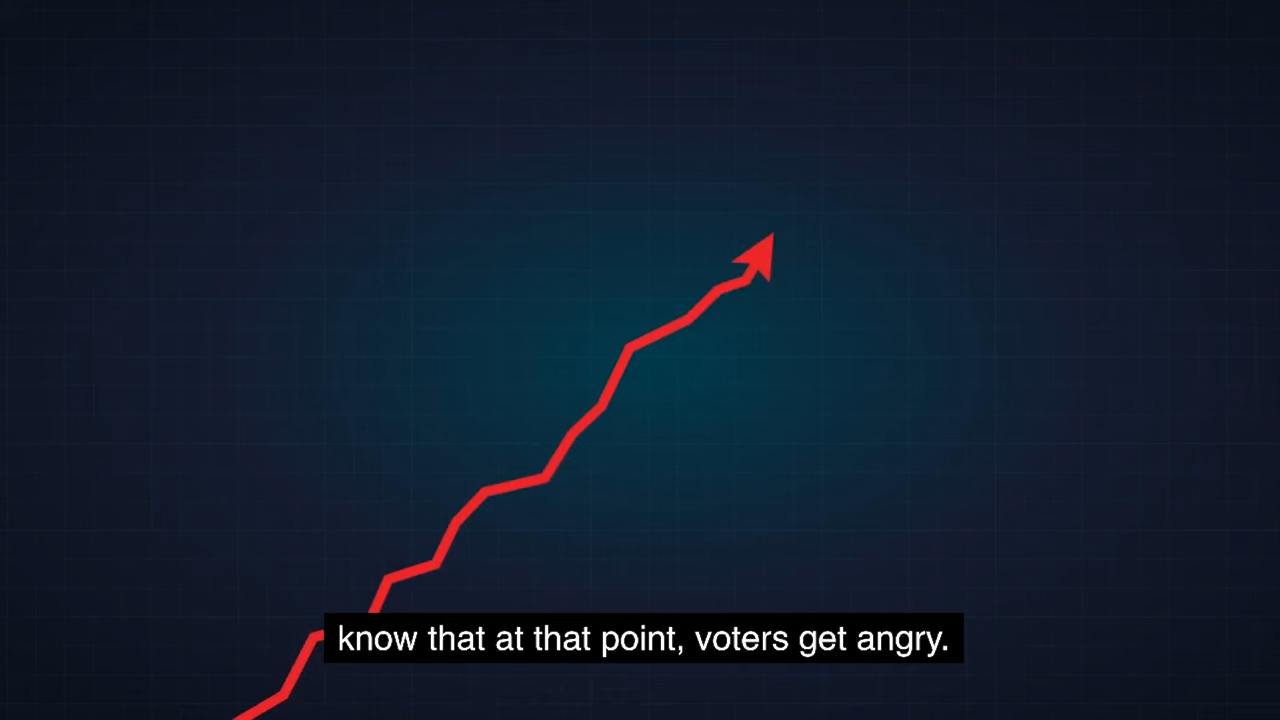 know that at that point, voters get angry.